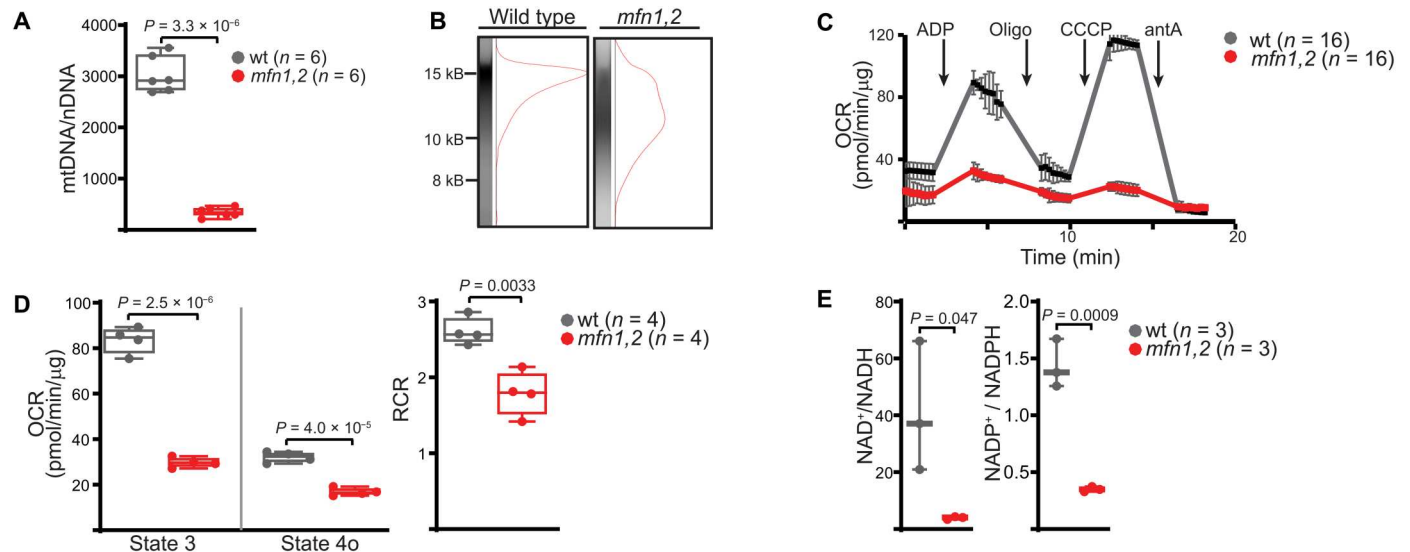 A
P = 3.3 × 10⁻⁶
4000
3000
2000
1000
mtDNA/nDNA
wt (n = 6)
mfn1,2 (n = 6)
B
Wild type
mfn1,2
15 kB
10 kB
8 kB
C
120
80
40
OCR
(pmol/min/μg)
ADP
Oligo
CCCP
antA
10
20
Time (min)
wt (n = 16)
mfn1,2 (n = 16)
D
100
80
60
40
20
OCR
(pmol/min/μg)
P = 2.5 × 10⁻⁶
P = 4.0 × 10⁻⁵
State 3
State 4o
3
2
1
RCR
P = 0.0033
wt (n = 4)
mfn1,2 (n = 4)
E
80
60
40
20
NAD⁺/NADH
P = 0.047
2.0
1.5
1.0
0.5
NADP⁺ / NADPH
P = 0.0009
wt (n = 3)
mfn1,2 (n = 3)